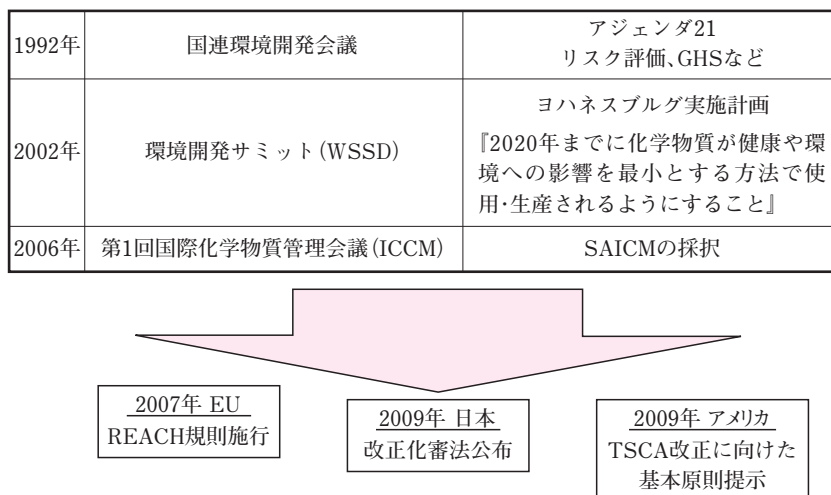 1992年
国連環境開発会議
アジェンダ21
リスク評価、GHSなど
2002年
環境開発サミット(WSSD)
ヨハネスブルグ実施計画
『2020年までに化学物質が健康や環
境への影響を最小とする方法で使
用・生産されるようにすること』
2006年
第1回国際化学物質管理会議(ICCM)
SAICMの採択
2007年 EU
REACH規則施行
2009年 日本
改正化審法公布
2009年 アメリカ
TSCA改正に向けた
基本原則提示